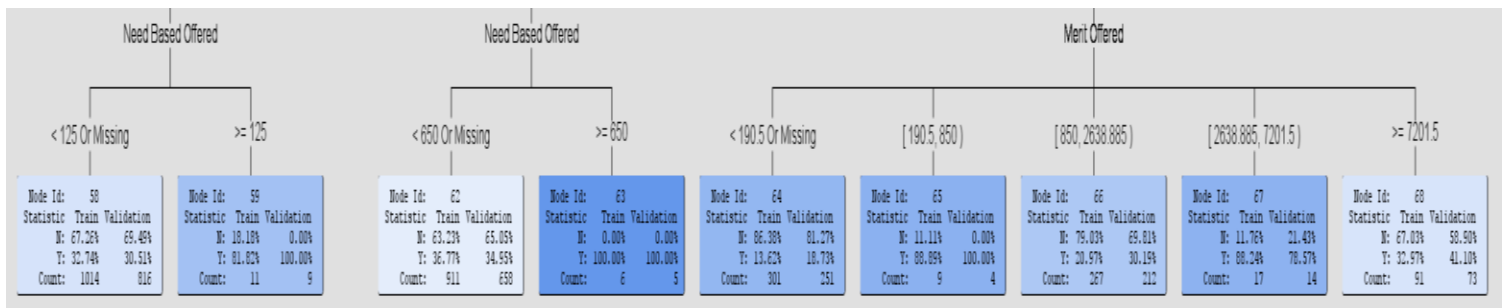 Need Based Offered
Need Based Offered
Merit Offered
< 125 Or Missing
>= 125
< 650 Or Missing
>= 650
< 190.5 Or Missing
[ 190.5, 850 )
[ 850, 2638.885 )
[ 2638.885, 7201.5 )
>= 7201.5
Node Id: 58
Statistic Train Validation
N: 67.26% 69.49%
Y: 32.74% 30.51%
Count: 1014 816
Node Id: 59
Statistic Train Validation
N: 18.18% 0.00%
Y: 81.82% 100.00%
Count: 11 9
Node Id: 62
Statistic Train Validation
N: 63.23% 65.05%
Y: 36.77% 34.95%
Count: 911 658
Node Id: 63
Statistic Train Validation
N: 0.00% 0.00%
Y: 100.00% 100.00%
Count: 6 5
Node Id: 64
Statistic Train Validation
N: 86.38% 81.27%
Y: 13.62% 18.73%
Count: 301 251
Node Id: 65
Statistic Train Validation
N: 11.11% 0.00%
Y: 88.89% 100.00%
Count: 9 4
Node Id: 66
Statistic Train Validation
N: 79.03% 69.81%
Y: 20.97% 30.19%
Count: 267 212
Node Id: 67
Statistic Train Validation
N: 11.76% 21.43%
Y: 88.24% 78.57%
Count: 17 14
Node Id: 68
Statistic Train Validation
N: 67.03% 58.90%
Y: 32.97% 41.10%
Count: 91 73